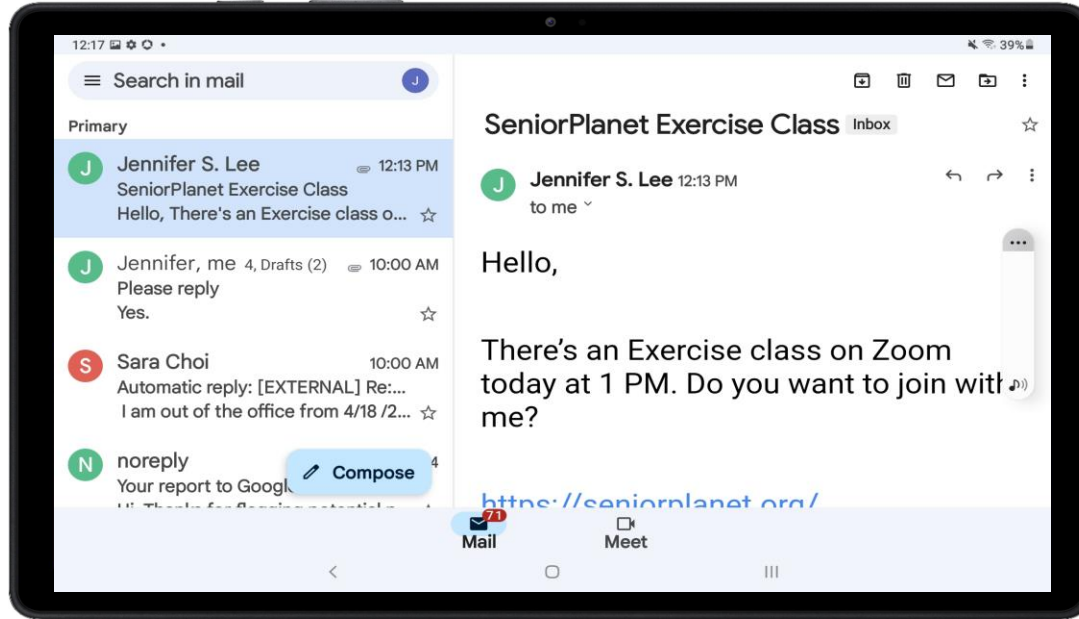 12:17
39%
Search in mail
J
Primary
J
Jennifer S. Lee 12:13 PM
SeniorPlanet Exercise Class
Hello, There's an Exercise class o...
J
Jennifer, me 4, Drafts (2) 10:00 AM
Please reply
Yes.
S
Sara Choi 10:00 AM
Automatic reply: [EXTERNAL] Re:...
I am out of the office from 4/18 /2...
N
noreply 4
Your report to Googl
Compose
SeniorPlanet Exercise Class Inbox
J
Jennifer S. Lee 12:13 PM
to me
Hello,
There's an Exercise class on Zoom
today at 1 PM. Do you want to join with
me?
https://seniorplanet.org/
71
Mail
Meet